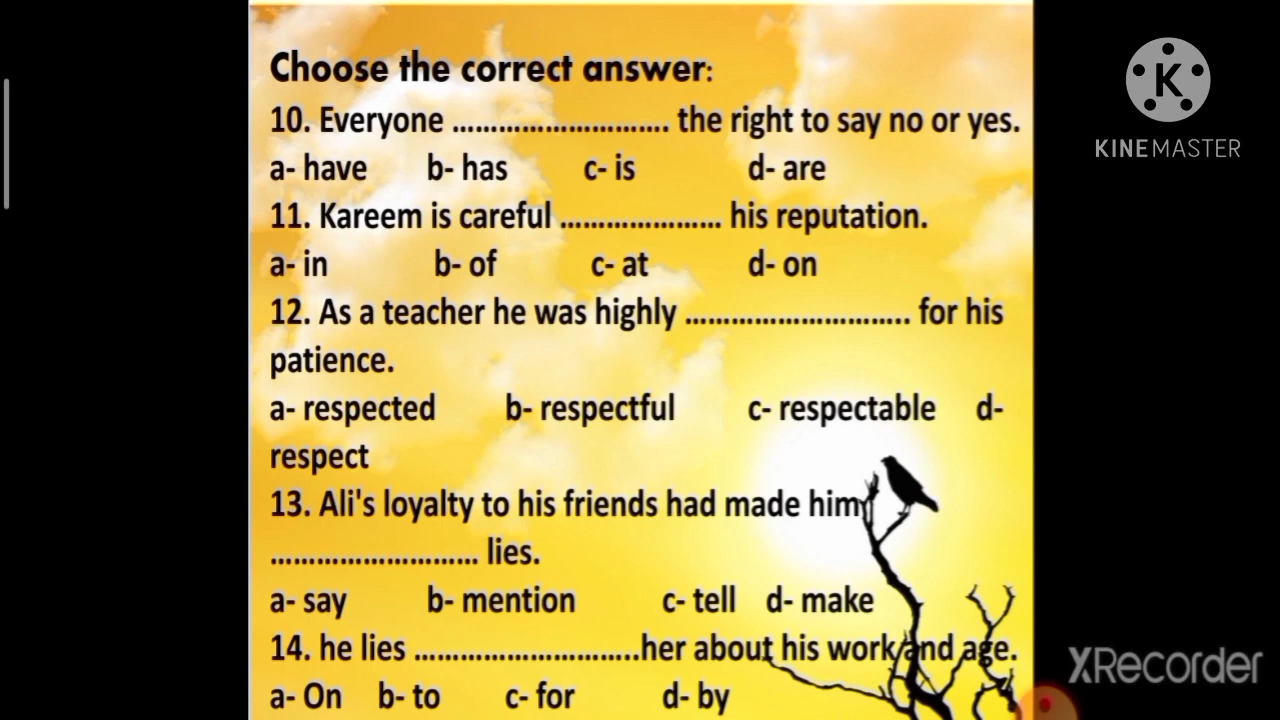 Choose the correct answer:
10. Everyone ............................ the right to say no or yes.
a- have b- has c- is d- are
11. Kareem is careful ..................... his reputation.
a- in b- of c- at d- on
12. As a teacher he was highly ............................. for his
patience.
a- respected b- respectful c- respectable d-
respect
13. Ali's loyalty to his friends had made him
........................... lies.
a- say b- mention c- tell d- make
14. he lies .............................her about his work and age.
a- On b- to c- for d- by
K
KINEMASTER
XRecorder